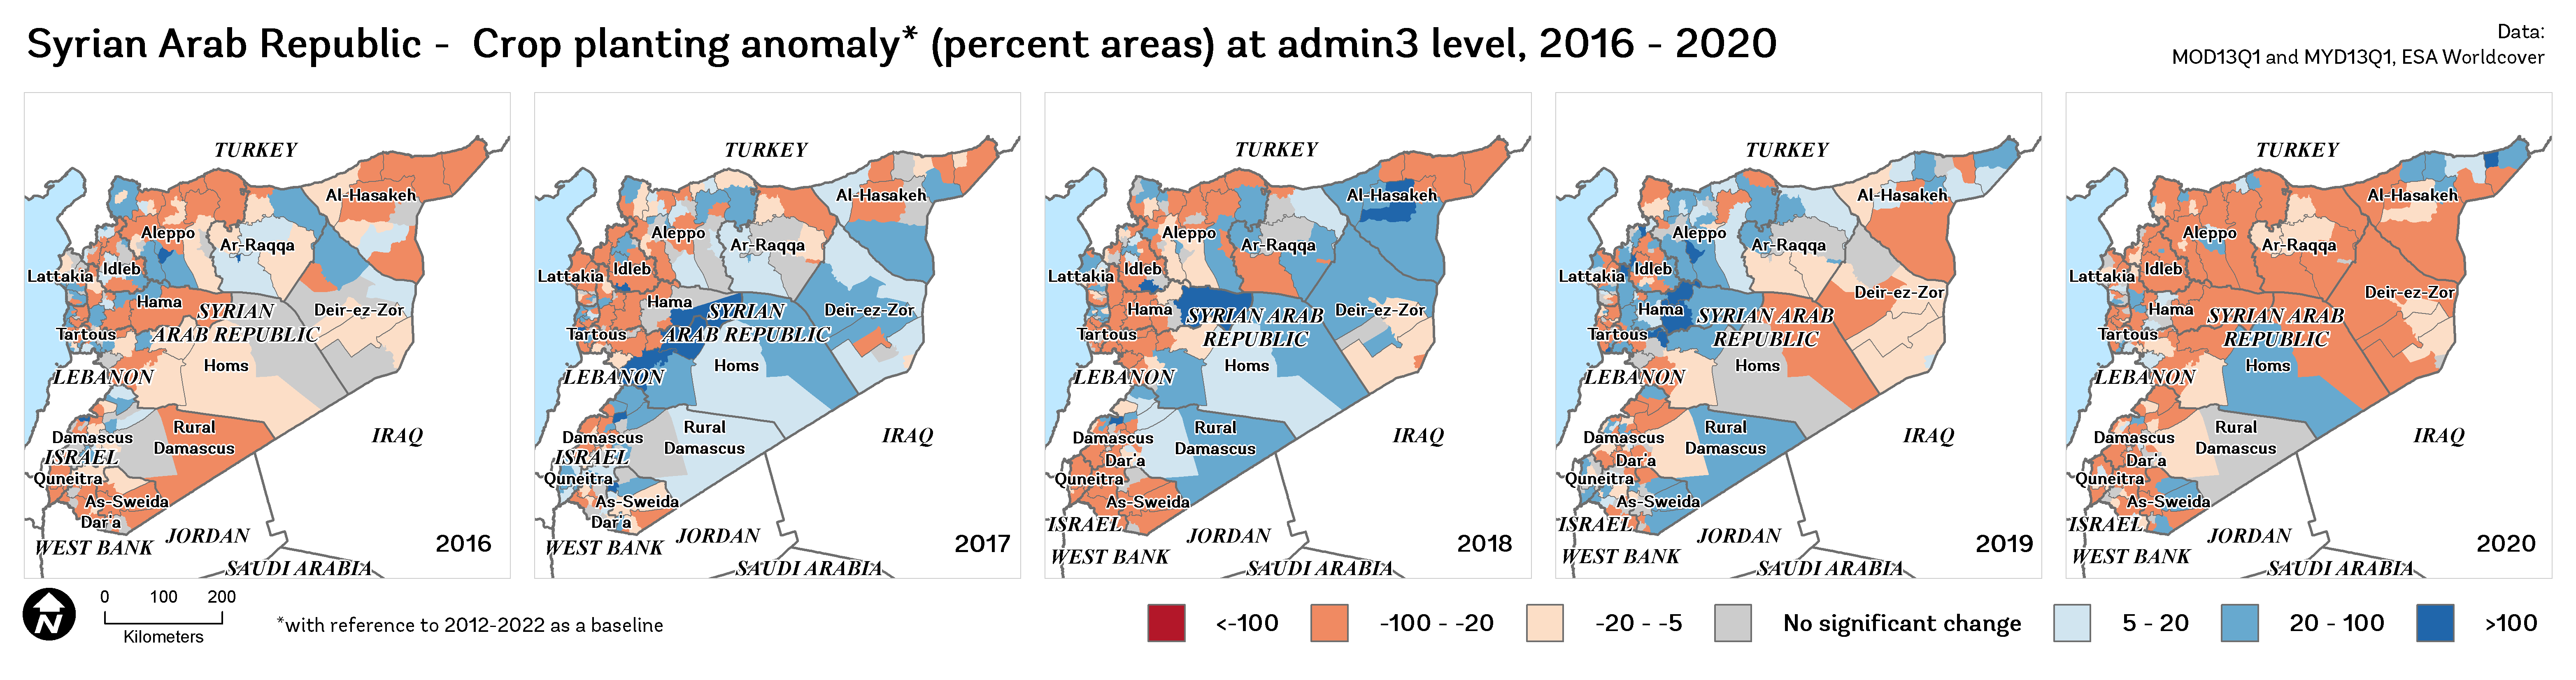 Syrian Arab Republic - Crop planting anomaly* (percent areas) at admin3 level, 2016 - 2020
Data:
MOD13Q1 and MYD13Q1, ESA Worldcover
TURKEY
Al-Hasakeh
Aleppo
Ar-Raqqa
Lattakia
Idleb
Hama
SYRIAN
ARAB REPUBLIC
Deir-ez-Zor
Tartous
Homs
LEBANON
Rural
Damascus
Damascus
ISRAEL
IRAQ
Quneitra
As-Sweida
Dar'a
JORDAN
WEST BANK
SAUDI ARABIA
2016
TURKEY
Al-Hasakeh
Aleppo
Ar-Raqqa
Lattakia
Idleb
Hama
SYRIAN
ARAB REPUBLIC
Deir-ez-Zor
Tartous
Homs
LEBANON
Rural
Damascus
Damascus
ISRAEL
IRAQ
Quneitra
As-Sweida
Dar'a
JORDAN
WEST BANK
SAUDI ARABIA
2017
TURKEY
Al-Hasakeh
Aleppo
Ar-Raqqa
Lattakia
Idleb
Hama
SYRIAN ARAB
REPUBLIC
Deir-ez-Zor
Tartous
Homs
LEBANON
Rural
Damascus
Damascus
IRAQ
Dar'a
Quneitra
As-Sweida
ISRAEL
JORDAN
WEST BANK
SAUDI ARABIA
2018
TURKEY
Al-Hasakeh
Aleppo
Ar-Raqqa
Lattakia
Idleb
Deir-ez-Zor
Hama
SYRIAN ARAB
REPUBLIC
Tartous
Homs
LEBANON
Rural
Damascus
Damascus
IRAQ
Dar'a
Quneitra
As-Sweida
ISRAEL
JORDAN
WEST BANK
SAUDI ARABIA
2019
TURKEY
Al-Hasakeh
Aleppo
Ar-Raqqa
Lattakia
Idleb
Deir-ez-Zor
Hama
SYRIAN ARAB
REPUBLIC
Tartous
Homs
LEBANON
Rural
Damascus
Damascus
IRAQ
Dar'a
Quneitra
As-Sweida
ISRAEL
JORDAN
WEST BANK
SAUDI ARABIA
2020
N
0 100 200
Kilometers
*with reference to 2012-2022 as a baseline
<-100
-100 - -20
-20 - -5
No significant change
5 - 20
20 - 100
>100